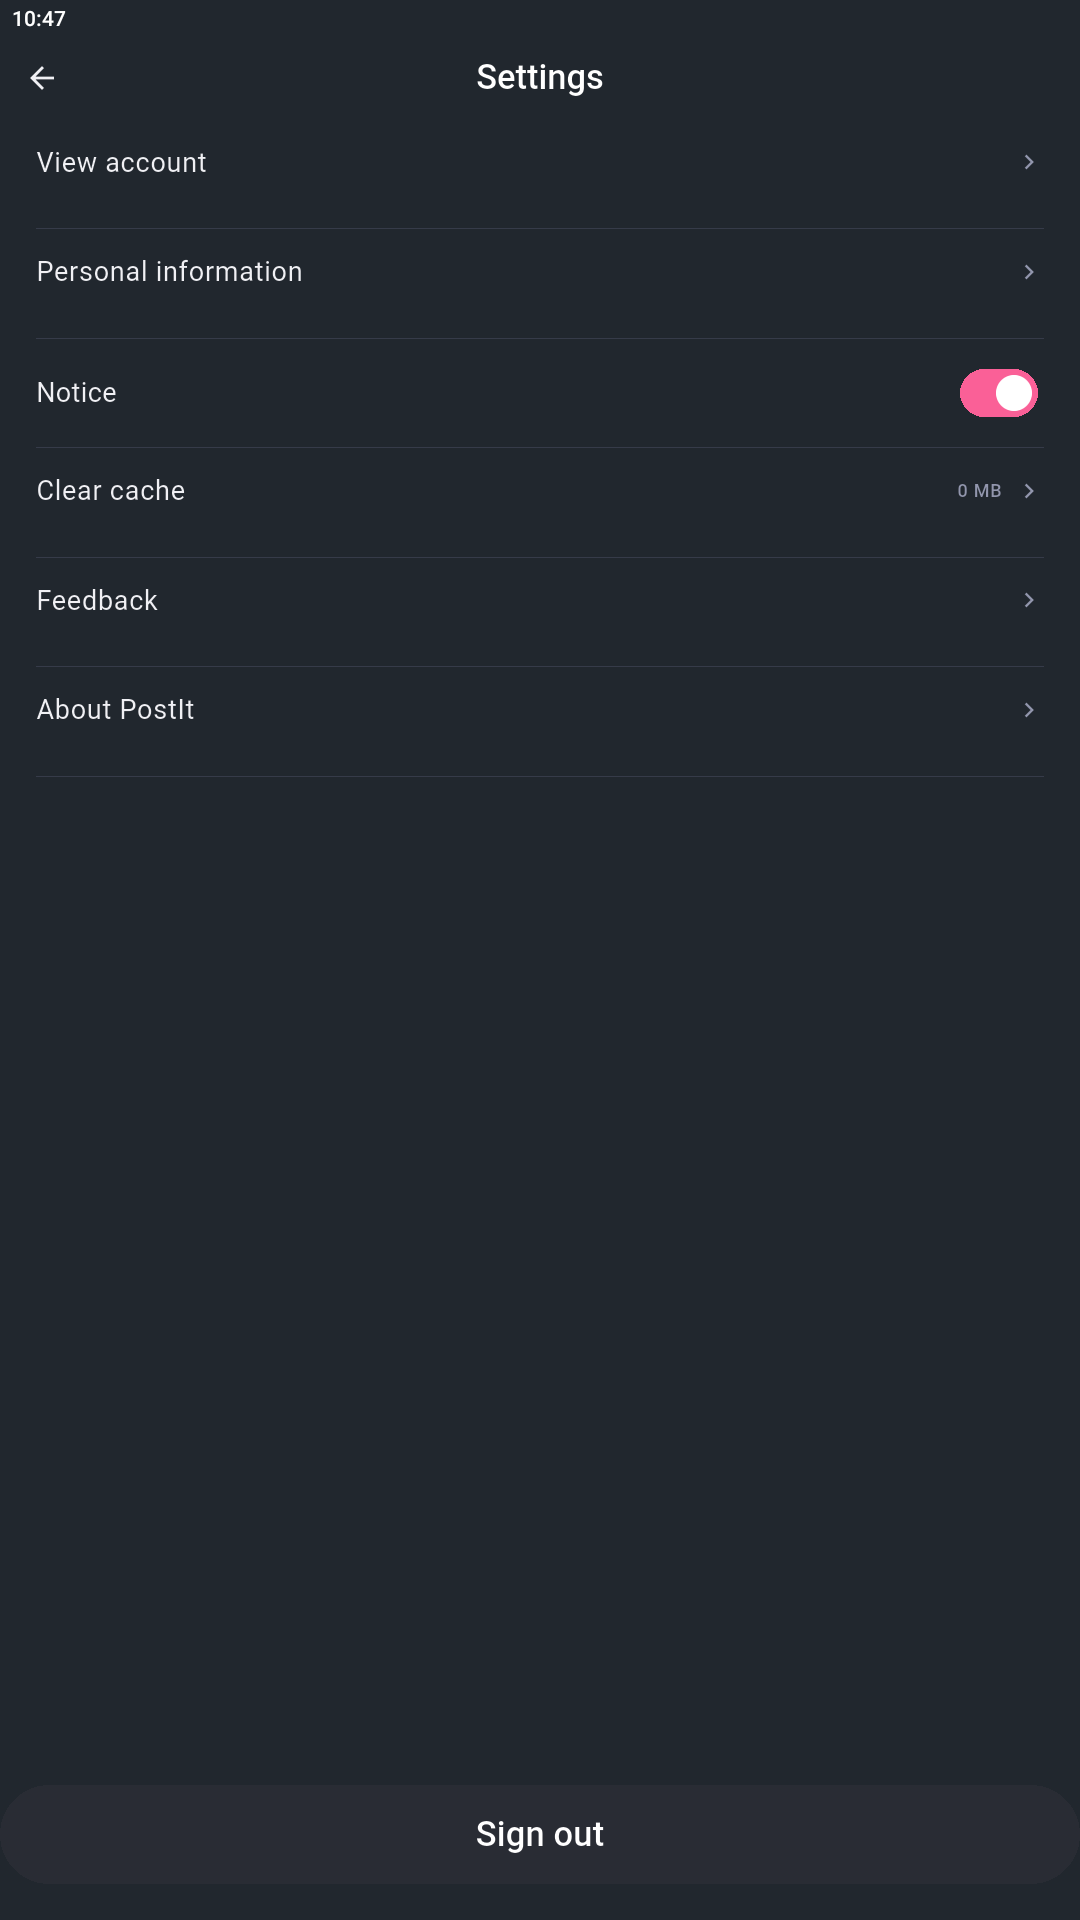 10:47
Settings
View account
Personal information
Notice
Clear cache
0 MB
Feedback
About PostIt
Sign out